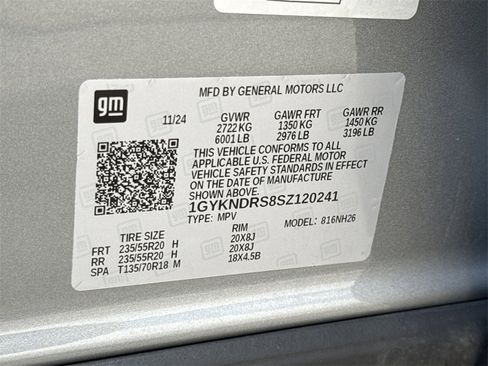 gm
MFD BY GENERAL MOTORS LLC
11/24 GVWR GAWR FRT GAWR RR
2722 KG 1350 KG 1450 KG
6001 LB 2976 LB 3196 LB
THIS VEHICLE CONFORMS TO ALL
APPLICABLE U.S. FEDERAL MOTOR
VEHICLE SAFETY STANDARDS IN EFFECT
ON THE DATE OF MANUFACTURE
SHOWN ABOVE.
1GYKNDRS8SZ120241
TYPE: MPV MODEL: 816NH26
TIRE SIZE RIM
FRT 235/55R20 H 20X8J
RR 235/55R20 H 20X8J
SPA T135/70R18 M 18X4.5B